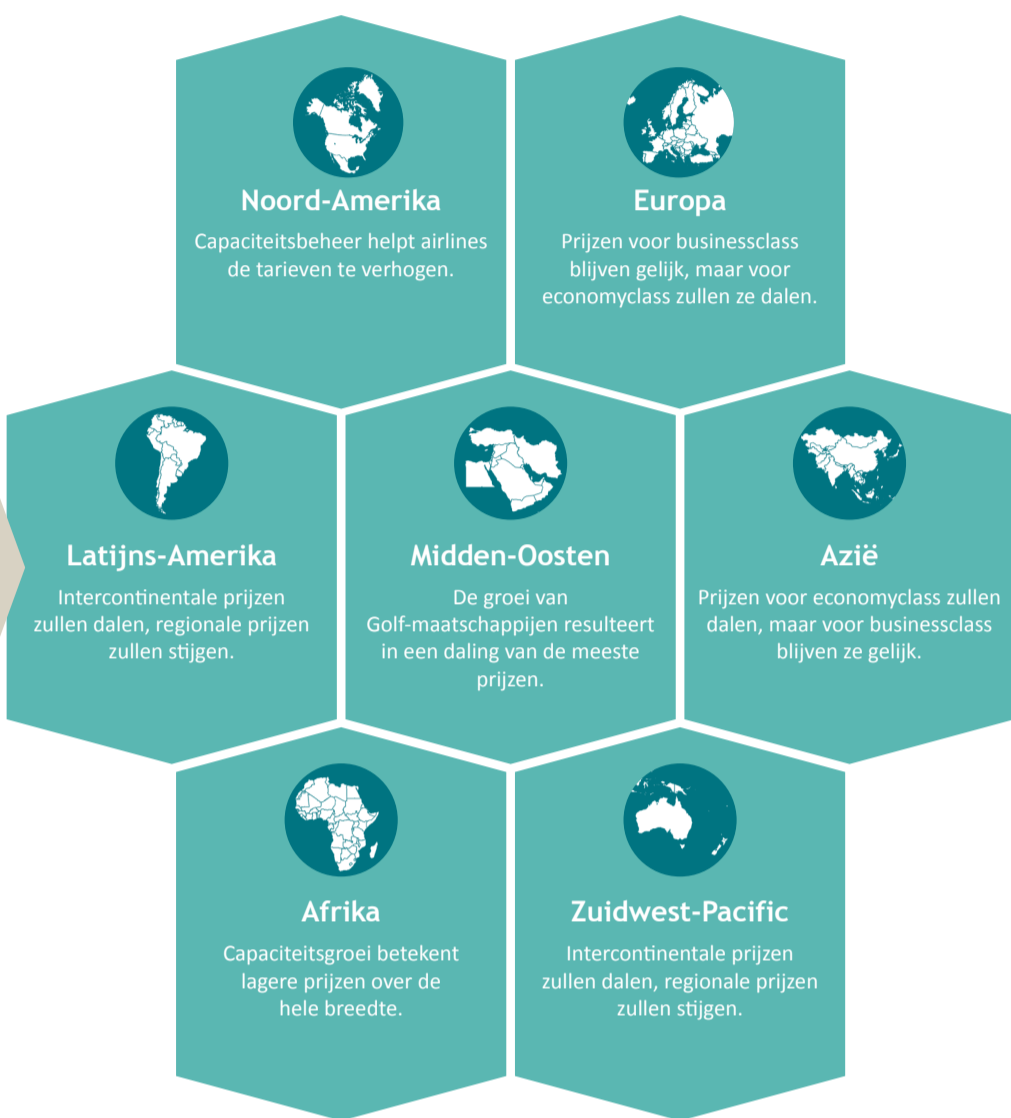 Noord-Amerika
Capaciteitsbeheer helpt airlines
de tarieven te verhogen.
Europa
Prijzen voor businessclass
blijven gelijk, maar voor
economyclass zullen ze dalen.
Latijns-Amerika
Intercontinentale prijzen
zullen dalen, regionale prijzen
zullen stijgen.
Midden-Oosten
De groei van
Golf-maatschappijen resulteert
in een daling van de meeste
prijzen.
Azië
Prijzen voor economyclass zullen
dalen, maar voor businessclass
blijven ze gelijk.
Afrika
Capaciteitsgroei betekent
lagere prijzen over de
hele breedte.
Zuidwest-Pacific
Intercontinentale prijzen
zullen dalen, regionale prijzen
zullen stijgen.